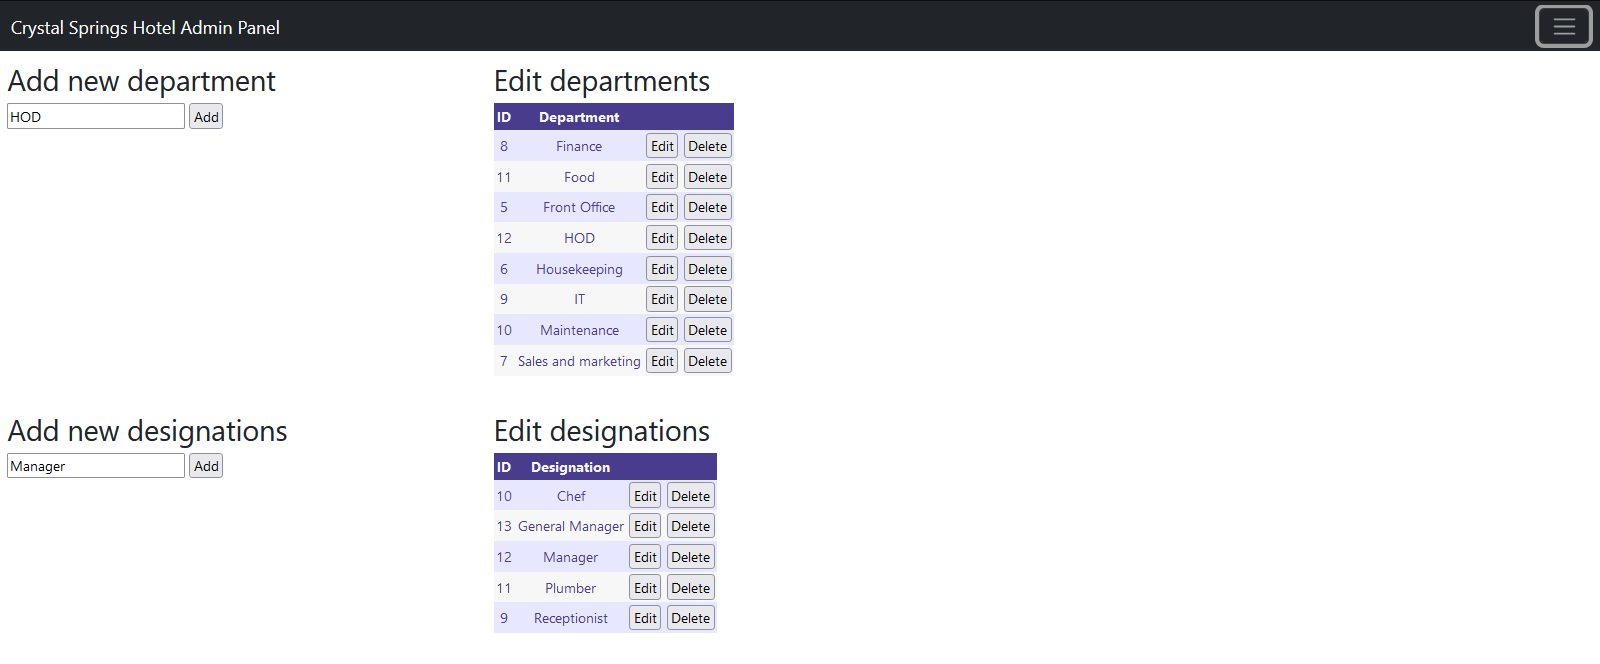 Crystal Springs Hotel Admin Panel
Add new department
HOD Add
Edit departments
ID Department
8 Finance Edit Delete
11 Food Edit Delete
5 Front Office Edit Delete
12 HOD Edit Delete
6 Housekeeping Edit Delete
9 IT Edit Delete
10 Maintenance Edit Delete
7 Sales and marketing Edit Delete
Add new designations
Manager Add
Edit designations
ID Designation
10 Chef Edit Delete
13 General Manager Edit Delete
12 Manager Edit Delete
11 Plumber Edit Delete
9 Receptionist Edit Delete